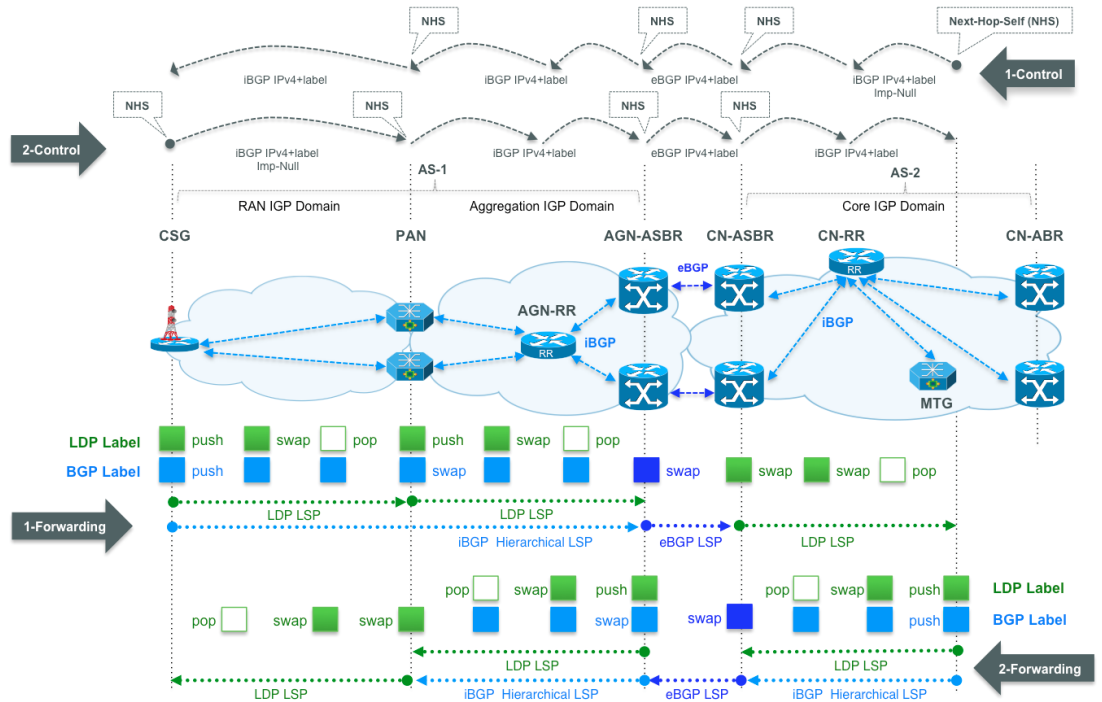 NHS
NHS
NHS
Next-Hop-Self (NHS)
iBGP IPv4+label
iBGP IPv4+label
eBGP IPv4+label
iBGP IPv4+label
Imp-Null
1-Control
NHS
NHS
NHS
NHS
2-Control
iBGP IPv4+label
Imp-Null
iBGP IPv4+label
eBGP IPv4+label
iBGP IPv4+label
AS-1
AS-2
RAN IGP Domain
Aggregation IGP Domain
Core IGP Domain
CSG
PAN
AGN-ASBR
CN-ASBR
CN-RR
CN-ABR
eBGP
RR
AGN-RR
iBGP
RR
iBGP
MTG
LDP Label
push
swap
pop
push
swap
pop
BGP Label
push
swap
swap
swap
swap
pop
LDP LSP
LDP LSP
1-Forwarding
iBGP Hierarchical LSP
eBGP LSP
LDP LSP
pop
swap
push
pop
swap
push
LDP Label
pop
swap
swap
swap
swap
push
BGP Label
LDP LSP
LDP LSP
2-Forwarding
LDP LSP
iBGP Hierarchical LSP
eBGP LSP
iBGP Hierarchical LSP